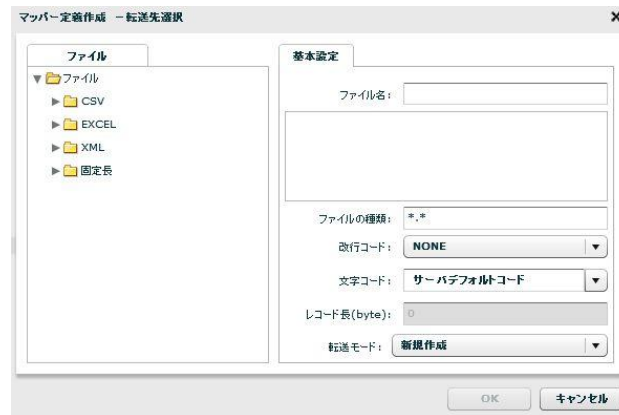 マッパー定義作成 －転送先選択
ファイル
ファイル
CSV
EXCEL
XML
固定長
基本設定
ファイル名:
ファイルの種類: *.*
改行コード: NONE
文字コード: サーバデフォルトコード
レコード長(byte): 0
転送モード: 新規作成
OK キャンセル